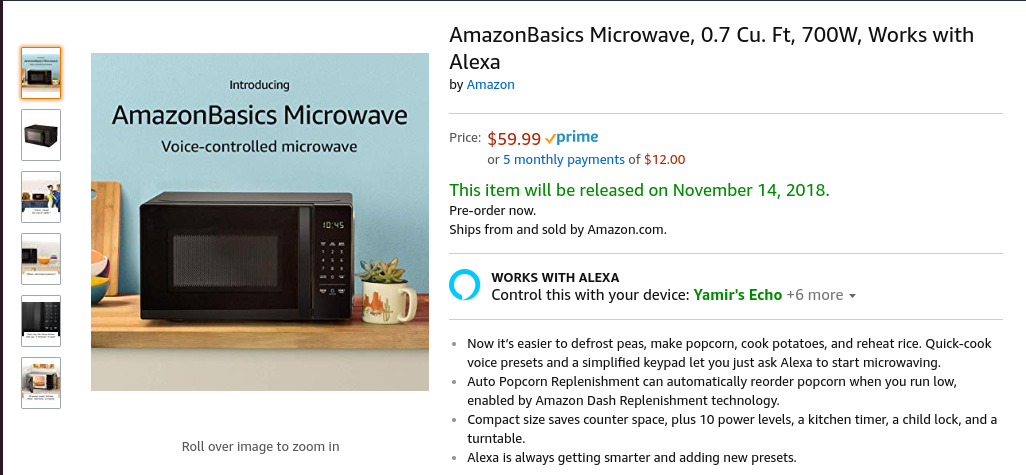 AmazonBasics Microwave, 0.7 Cu. Ft, 700W, Works with
Alexa
by Amazon
Introducing
AmazonBasics Microwave
Voice-controlled microwave
10:45
Roll over image to zoom in
Price: $59.99 prime
or 5 monthly payments of $12.00
This item will be released on November 14, 2018.
Pre-order now.
Ships from and sold by Amazon.com.
WORKS WITH ALEXA
Control this with your device: Yamir's Echo +6 more
Now it’s easier to defrost peas, make popcorn, cook potatoes, and reheat rice. Quick-cook
voice presets and a simplified keypad let you just ask Alexa to start microwaving.
Auto Popcorn Replenishment can automatically reorder popcorn when you run low,
enabled by Amazon Dash Replenishment technology.
Compact size saves counter space, plus 10 power levels, a kitchen timer, a child lock, and a
turntable.
Alexa is always getting smarter and adding new presets.